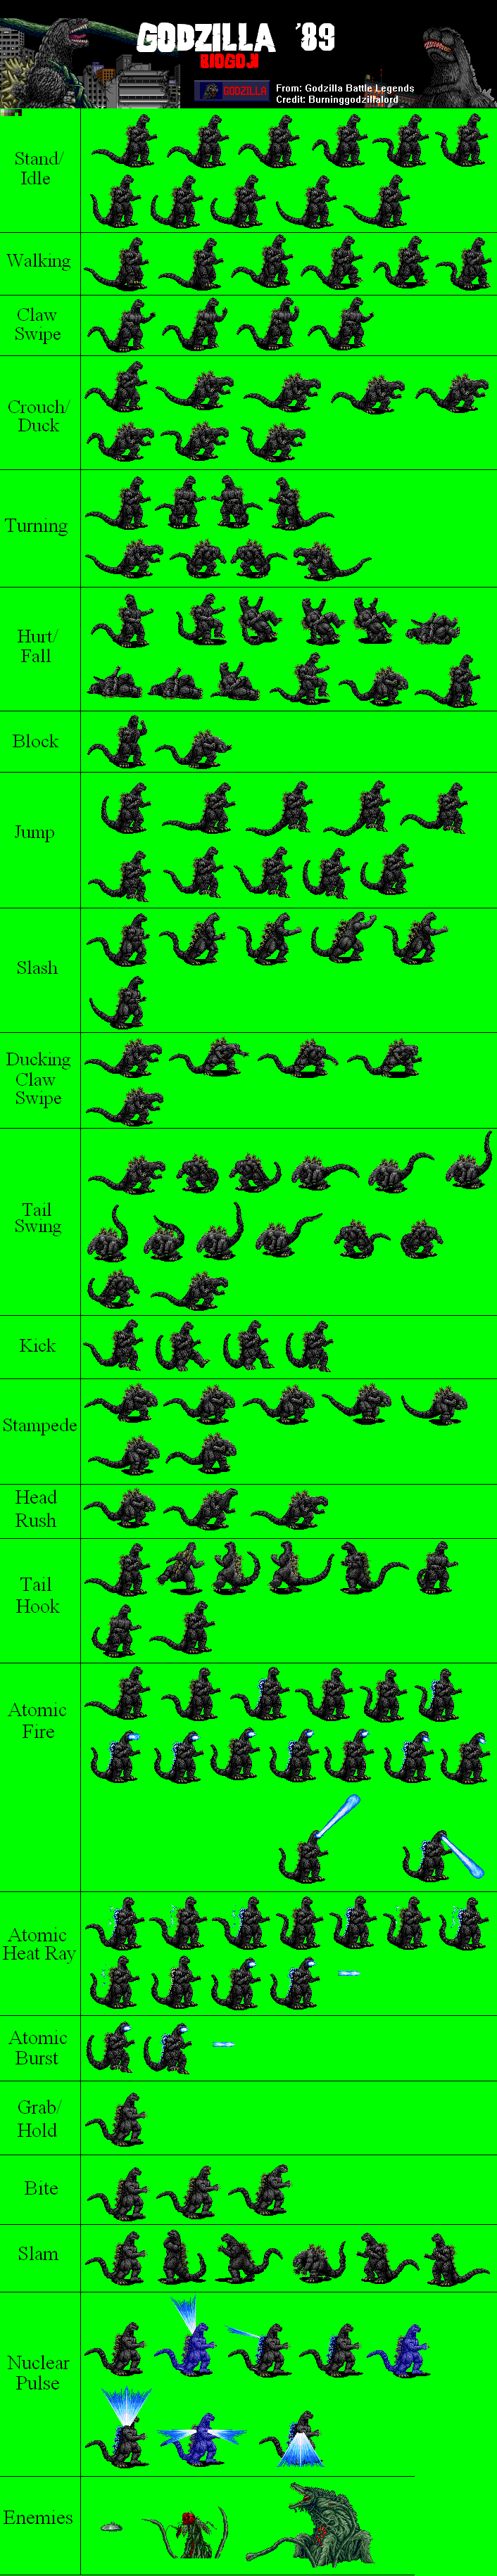 GODZILLA '89
BIOGOJI
GODZILLA
From: Godzilla Battle Legends
Credit: Burninggodzillalord
Stand/
Idle
Walking
Claw
Swipe
Crouch/
Duck
Turning
Hurt/
Fall
Block
Jump
Slash
Ducking
Claw
Swipe
Tail
Swing
Kick
Stampede
Head
Rush
Tail
Hook
Atomic
Fire
Atomic
Heat Ray
Atomic
Burst
Grab/
Hold
Bite
Slam
Nuclear
Pulse
Enemies